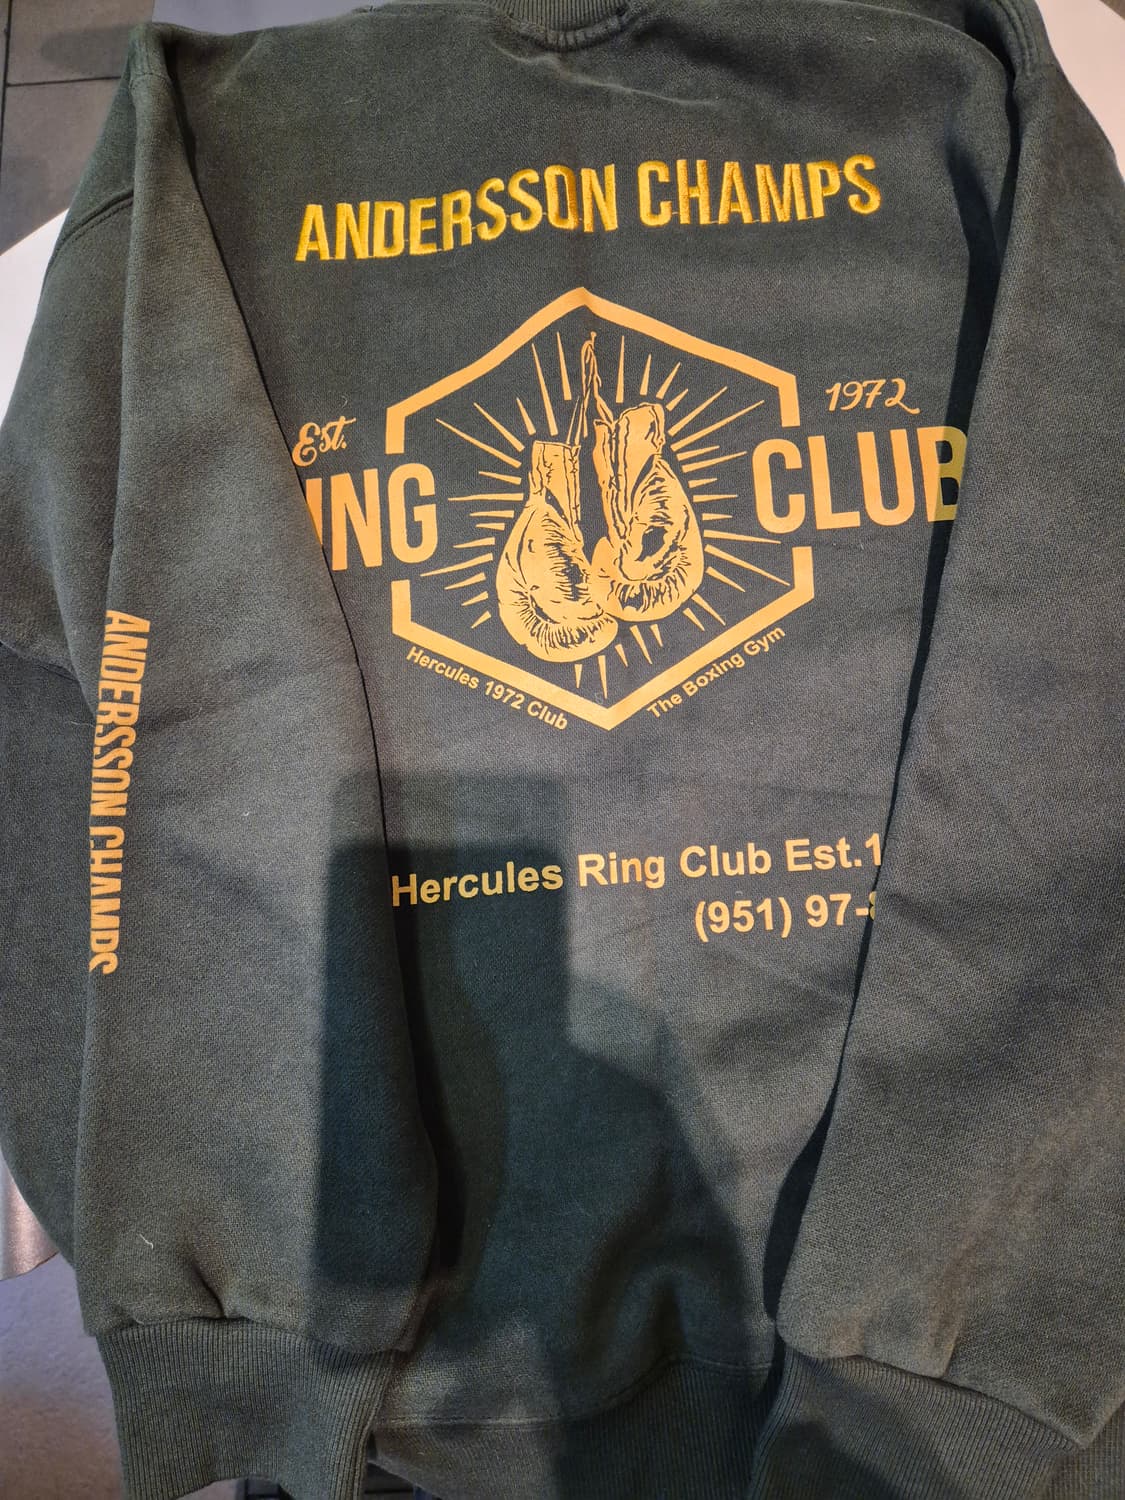 ANDERSSON CHAMPS
Est. 1972
ING CLUB
Hercules 1972 Club
The Boxing Gym
Hercules Ring Club Est.1
(951) 97-
ANDERSSON CHAMPS